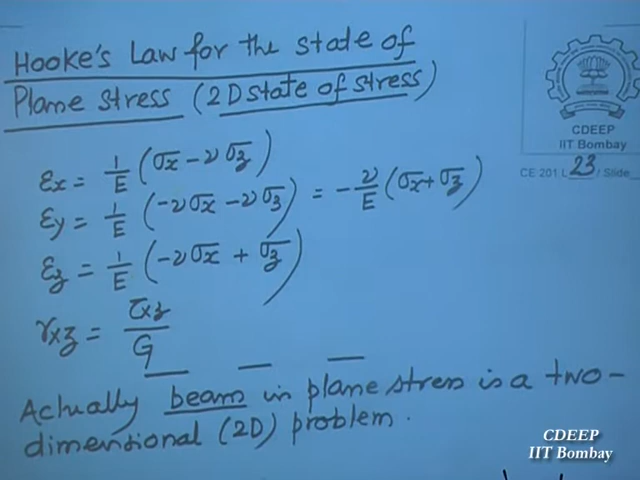 Hooke's Law for the state of
Plane stress (2D state of stress)
CDEEP
IIT Bombay
CE 201 L 23 / Slide
εx = 1/E (σx - ν σz)
εy = 1/E (-ν σx - ν σz) = - ν/E (σx + σz)
εz = 1/E (-ν σx + σz)
γxz = τxz/G
Actually beam in plane stress is a two-
dimensional (2D) problem.
CDEEP
IIT Bombay